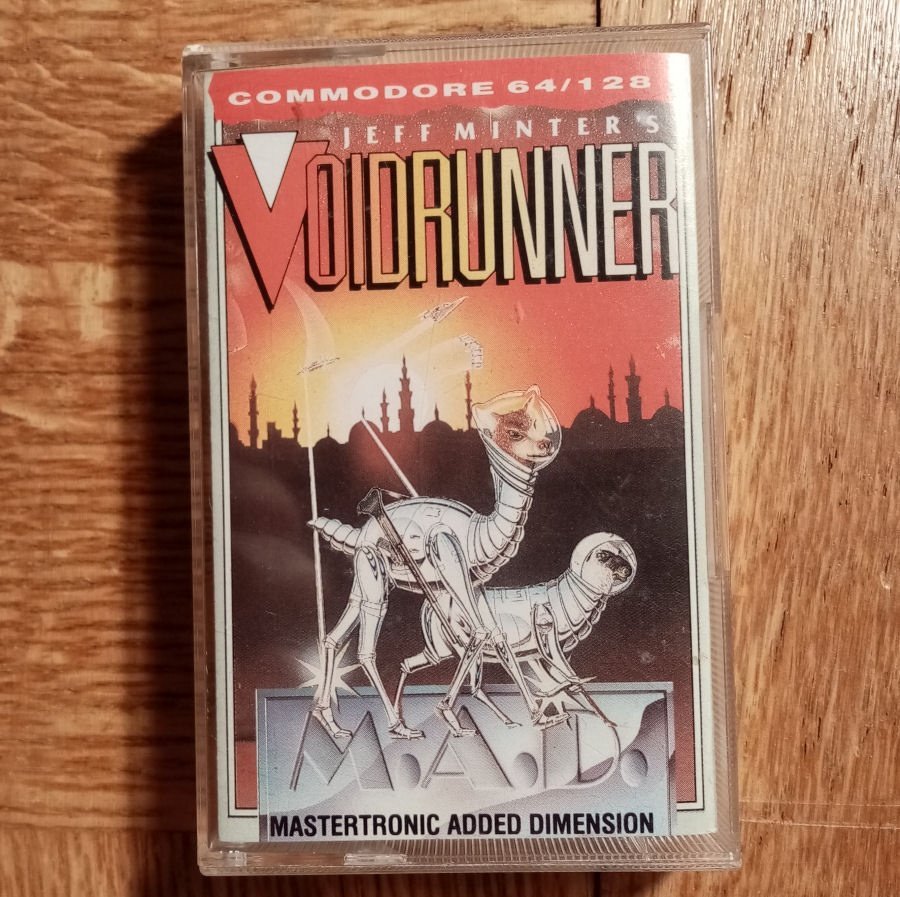 COMMODORE 64/128
JEFF MINTER'S
VOIDRUNNER
M.A.D.
MASTERTRONIC ADDED DIMENSION